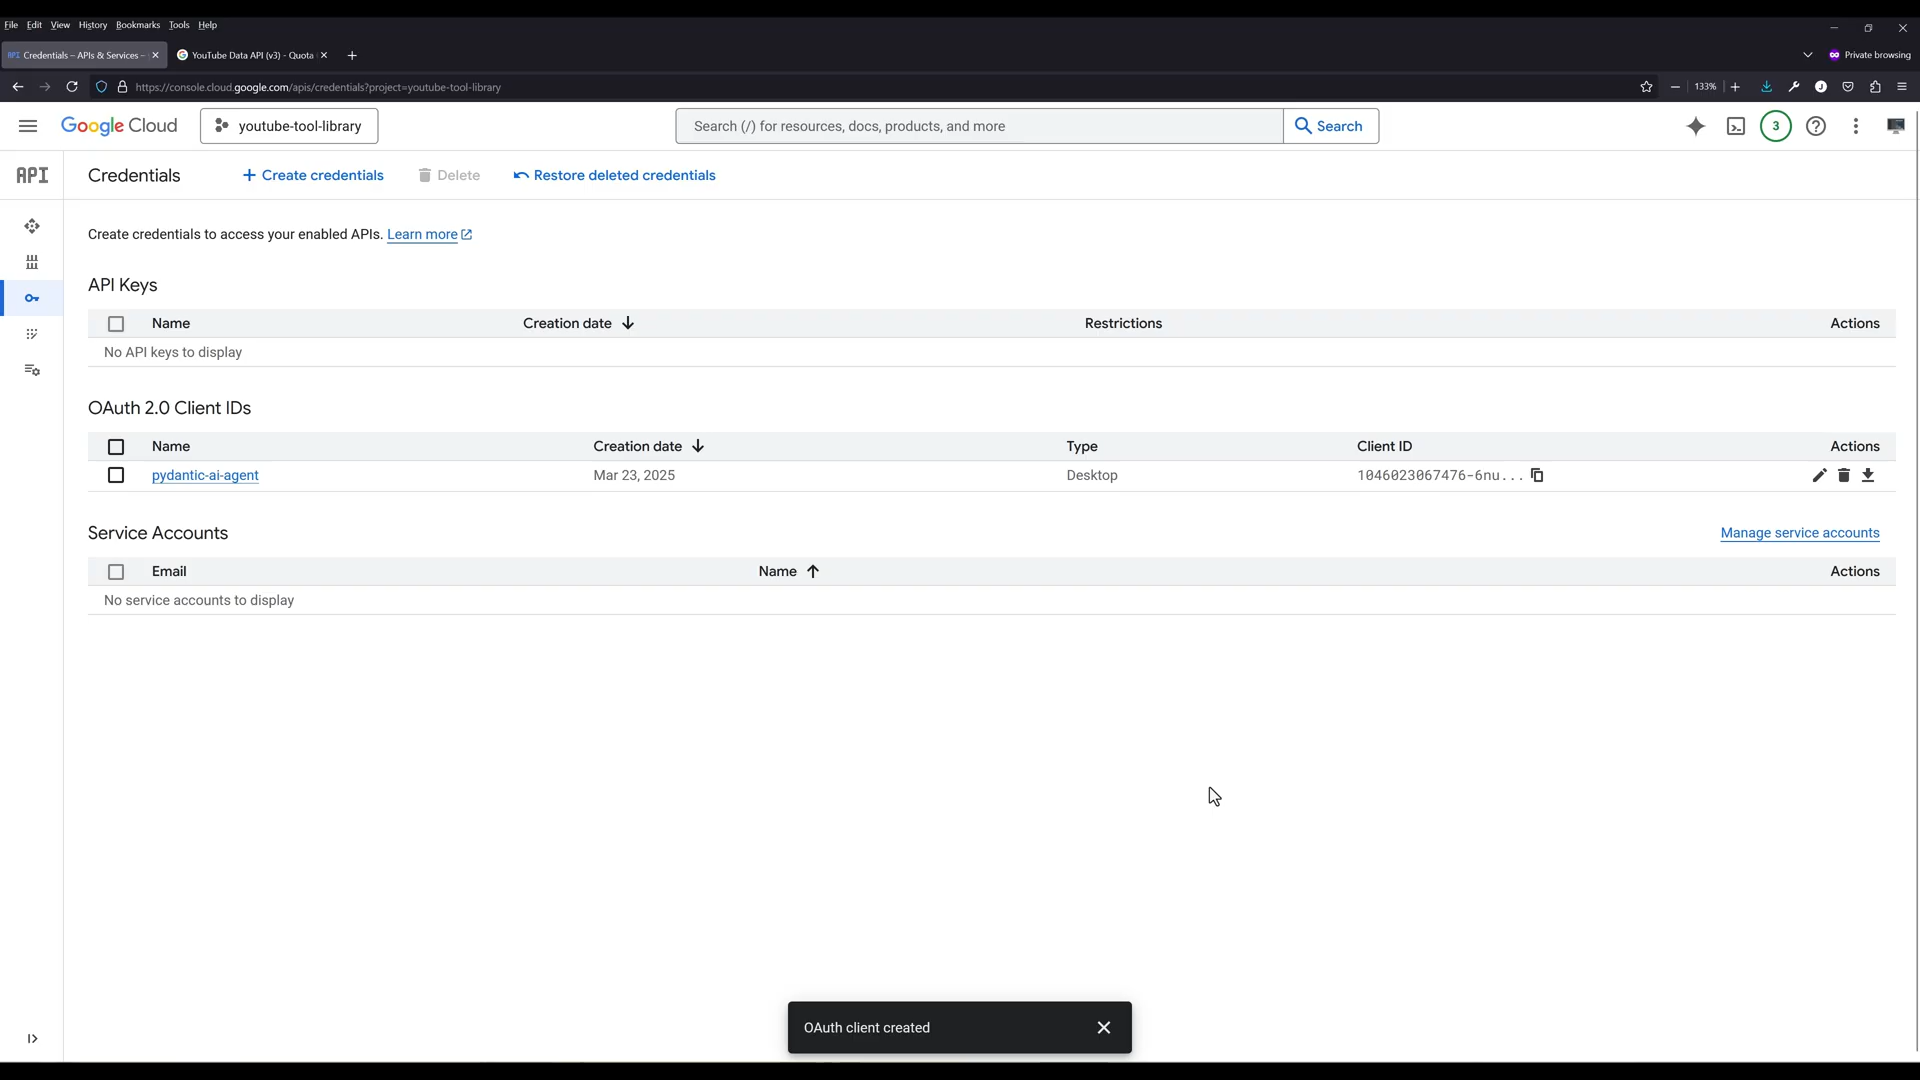 File Edit View History Bookmarks Tools Help
API Credentials – APIs & Services –
YouTube Data API (v3) - Quota
Private browsing
https://console.cloud.google.com/apis/credentials?project=youtube-tool-library
133%
Google Cloud
youtube-tool-library
Search (/) for resources, docs, products, and more
Search
3
API
Credentials
Create credentials
Delete
Restore deleted credentials
Create credentials to access your enabled APIs. Learn more
API Keys
Name Creation date Restrictions Actions
No API keys to display
OAuth 2.0 Client IDs
Name Creation date Type Client ID Actions
pydantic-ai-agent Mar 23, 2025 Desktop 1046023067476-6nu...
Service Accounts
Manage service accounts
Email Name Actions
No service accounts to display
OAuth client created